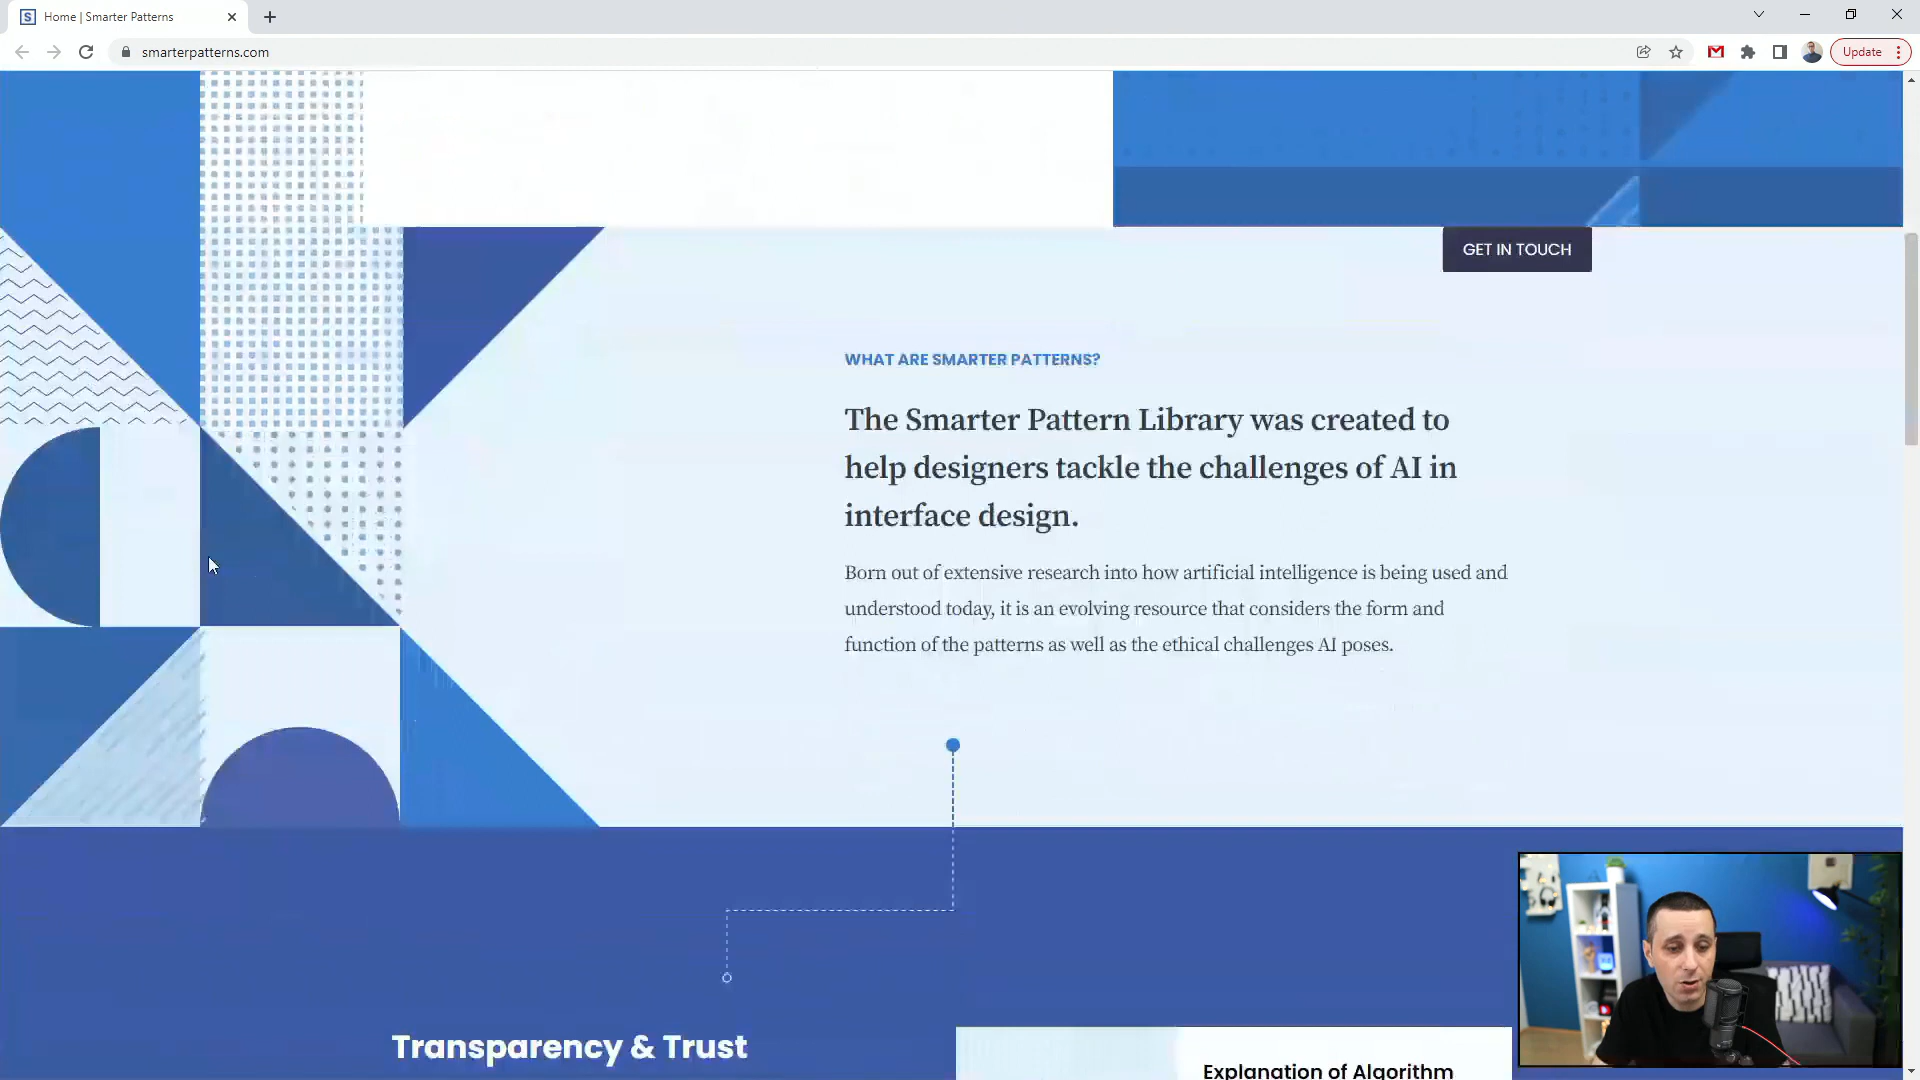 S Home | Smarter Patterns
smarterpatterns.com
Update
GET IN TOUCH
WHAT ARE SMARTER PATTERNS?
The Smarter Pattern Library was created to
help designers tackle the challenges of AI in
interface design.
Born out of extensive research into how artificial intelligence is being used and
understood today, it is an evolving resource that considers the form and
function of the patterns as well as the ethical challenges AI poses.
Transparency & Trust
Explanation of Algorithm